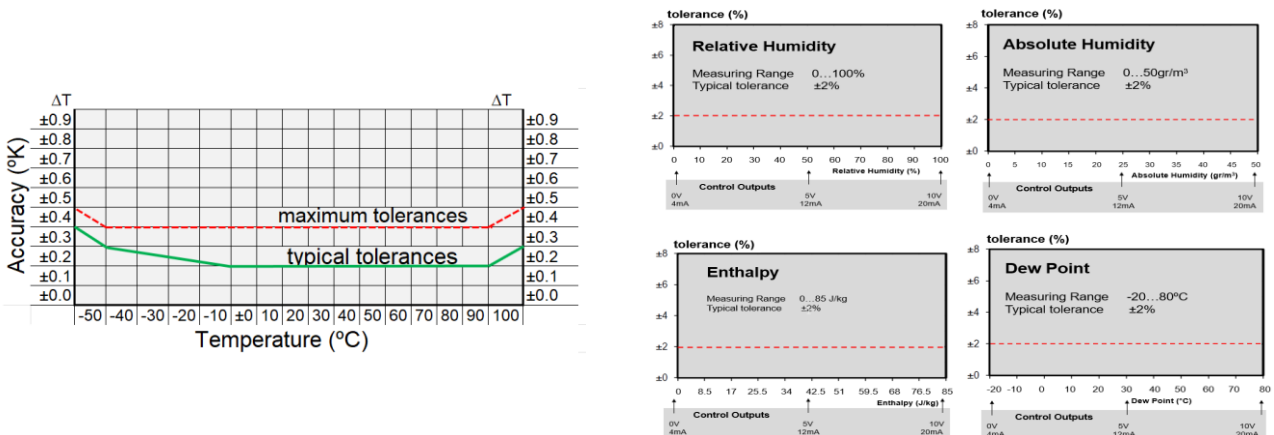 ΔT ΔT
±0.9 ±0.9
±0.8 ±0.8
±0.7 ±0.7
±0.6 ±0.6
±0.5 ±0.5
±0.4 maximum tolerances ±0.4
±0.3 ±0.3
±0.2 typical tolerances ±0.2
±0.1 ±0.1
±0.0 ±0.0
Accuracy (ºK)
-50 -40 -30 -20 -10 ±0 10 20 30 40 50 60 70 80 90 100
Temperature (ºC)
tolerance (%)
±8
±6
±4
±2
±0
Relative Humidity
Measuring Range 0...100%
Typical tolerance ±2%
0 10 20 30 40 50 60 70 80 90 100
Relative Humidity (%)
Control Outputs
0V 5V 10V
4mA 12mA 20mA
tolerance (%)
±8
±6
±4
±2
±0
Absolute Humidity
Measuring Range 0...50gr/m³
Typical tolerance ±2%
0 5 10 15 20 25 30 35 40 45 50
Absolute Humidity (gr/m³)
Control Outputs
0V 5V 10V
4mA 12mA 20mA
tolerance (%)
±8
±6
±4
±2
±0
Enthalpy
Measuring Range 0...85 J/kg
Typical tolerance ±2%
0 8.5 17 25.5 34 42.5 51 59.5 68 76.5 85
Enthalpy (J/kg)
Control Outputs
0V 5V 10V
4mA 12mA 20mA
tolerance (%)
±8
±6
±4
±2
±0
Dew Point
Measuring Range -20...80ºC
Typical tolerance ±2%
-20 -10 0 10 20 30 40 50 60 70 80
Dew Point (°C)
Control Outputs
0V 5V 10V
4mA 12mA 20mA